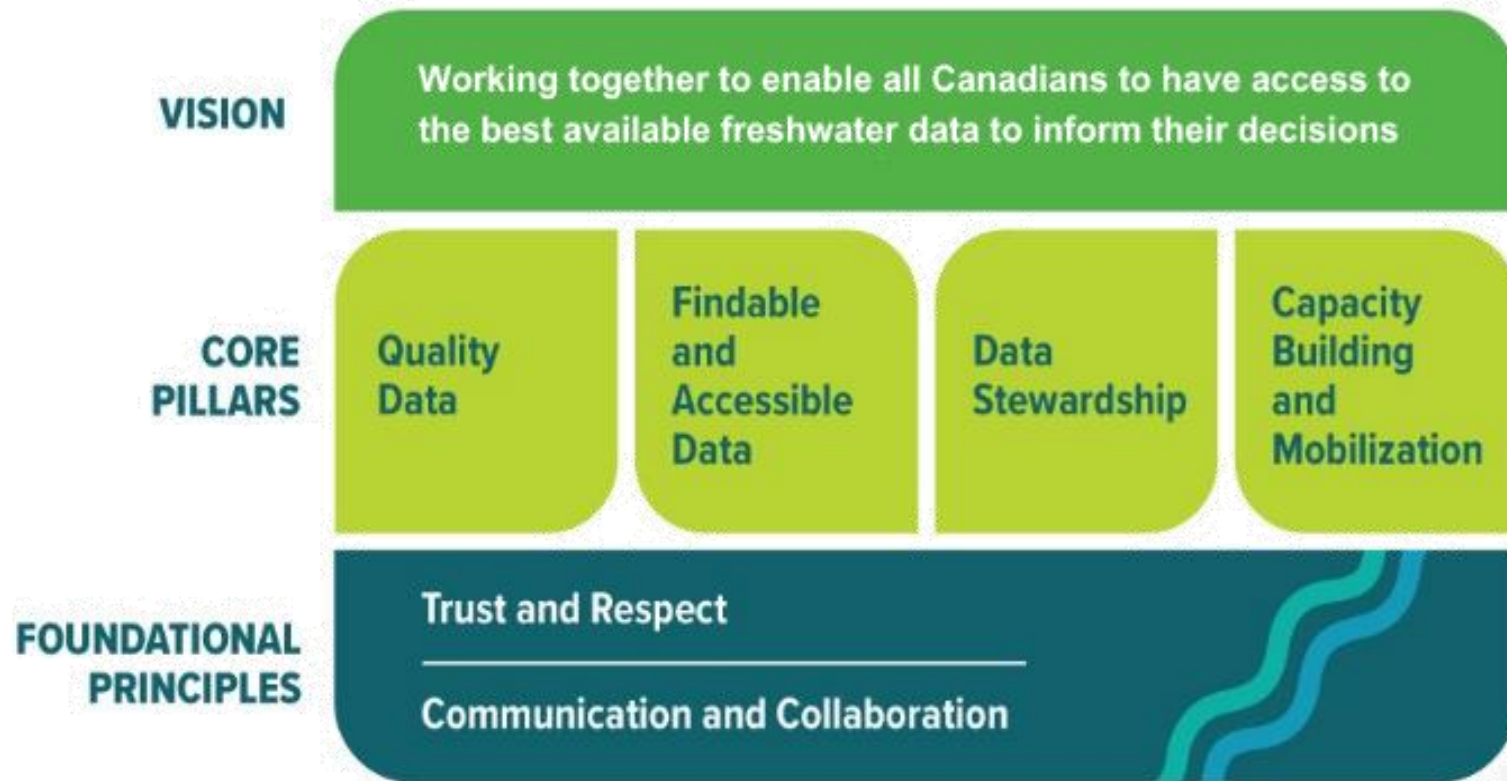 VISION
Working together to enable all Canadians to have access to
the best available freshwater data to inform their decisions
CORE
PILLARS
Quality
Data
Findable
and
Accessible
Data
Data
Stewardship
Capacity
Building
and
Mobilization
FOUNDATIONAL
PRINCIPLES
Trust and Respect
Communication and Collaboration